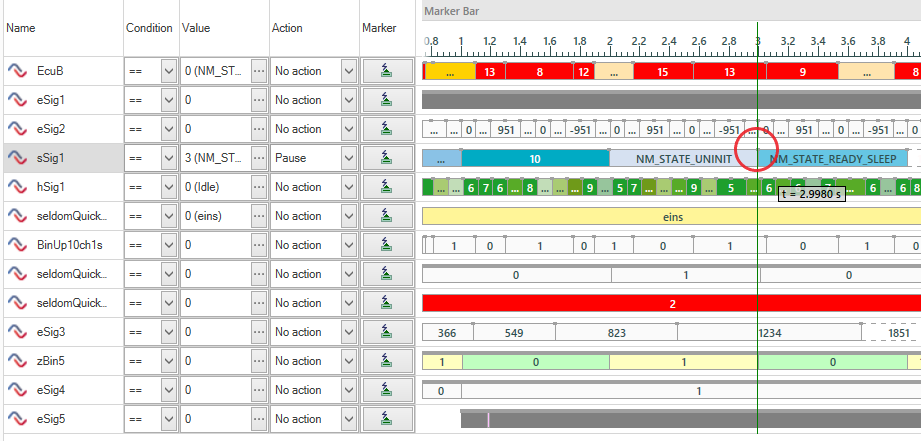 Marker Bar
Name Condition Value Action Marker
0.8 1 1.2 1.4 1.6 1.8 2 2.2 2.4 2.6 2.8 3 3.2 3.4 3.6 3.8 4
EcuB == 0 (NM_ST... ... No action ... 13 8 12 ... 15 13 9 ... 8
eSig1 == 0 ... No action
eSig2 == 0 ... No action ... ... 0 ... 951 ... 0 ... -951 ... ... 951 ... 0 ... -951 ... 0 ... 951 ... 0 ... -951 ... 0
sSig1 == 3 (NM_ST... ... Pause ... 10 NM_STATE_UNINIT NM_STATE_READY_SLEEP
hSig1 == 0 (Idle) ... No action ... ... 6 7 6 ... 8 ... ... 9 ... 5 7 ... ... ... 9 ... 5 ... 6 ... 6 ... 7 ... ... 6 8
t = 2.9980 s
seldomQuick... == 0 (eins) ... No action eins
BinUp10ch1s == 0 ... No action 1 0 1 0 1 0 1 0 1 0
seldomQuick... == 0 ... No action 0 1 0
seldomQuick... == 0 ... No action 2
eSig3 == 0 ... No action 366 549 823 1234 1851
zBin5 == 0 ... No action 1 0 1 0 1
eSig4 == 0 ... No action 0 1
eSig5 == 0 ... No action